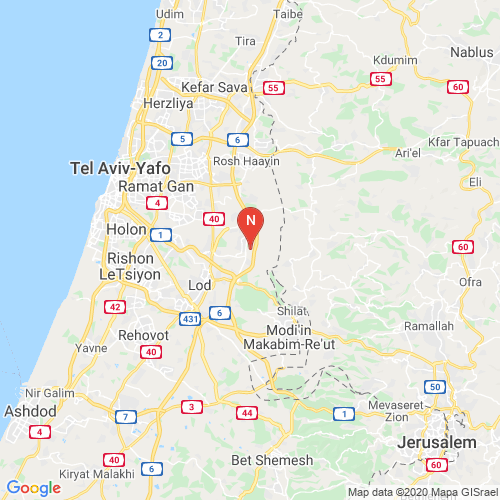 Udim
Taibe
2
Tira
Nablus
20
Kdumim
Kefar Sava
55
55
60
Herzliya
5
6
Kfar Tapuach
Rosh Haayin
Ari'el
Tel Aviv-Yafo
Ramat Gan
Eli
4
40
N
Holon
1
60
Rishon
LeTsiyon
Lod
Ofra
42
6
Shilat
431
Ramallah
Rehovot
Modi'in
Makabim-Re'ut
Yavne
40
50
Nir Galim
3
Mevaseret
Zion
Ashdod
7
44
1
4
Jerusalem
40
Bet Shemesh
6
60
Kiryat Malakhi
Google
Map data ©2020 Mapa GISrael